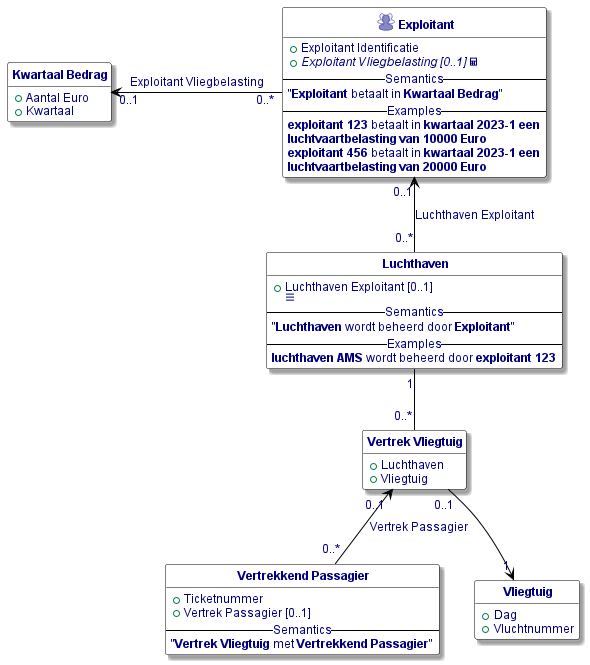 Exploitant
Exploitant Identificatie
Exploitant Vliegbelasting [0..1]
Semantics
"Exploitant betaalt in Kwartaal Bedrag"
Examples
exploitant 123 betaalt in kwartaal 2023-1 een
luchtvaartbelasting van 10000 Euro
exploitant 456 betaalt in kwartaal 2023-1 een
luchtvaartbelasting van 20000 Euro
Kwartaal Bedrag
Aantal Euro
Kwartaal
Exploitant Vliegbelasting
0..1
0..*
0..1
Luchthaven Exploitant
0..*
Luchthaven
Luchthaven Exploitant [0..1]
Semantics
"Luchthaven wordt beheerd door Exploitant"
Examples
luchthaven AMS wordt beheerd door exploitant 123
1
0..*
Vertrek Vliegtuig
Luchthaven
Vliegtuig
0..1
0..1
Vertrek Passagier
0..*
1
Vertrekkend Passagier
Ticketnummer
Vertrek Passagier [0..1]
Semantics
"Vertrek Vliegtuig met Vertrekkend Passagier"
Vliegtuig
Dag
Vluchtnummer